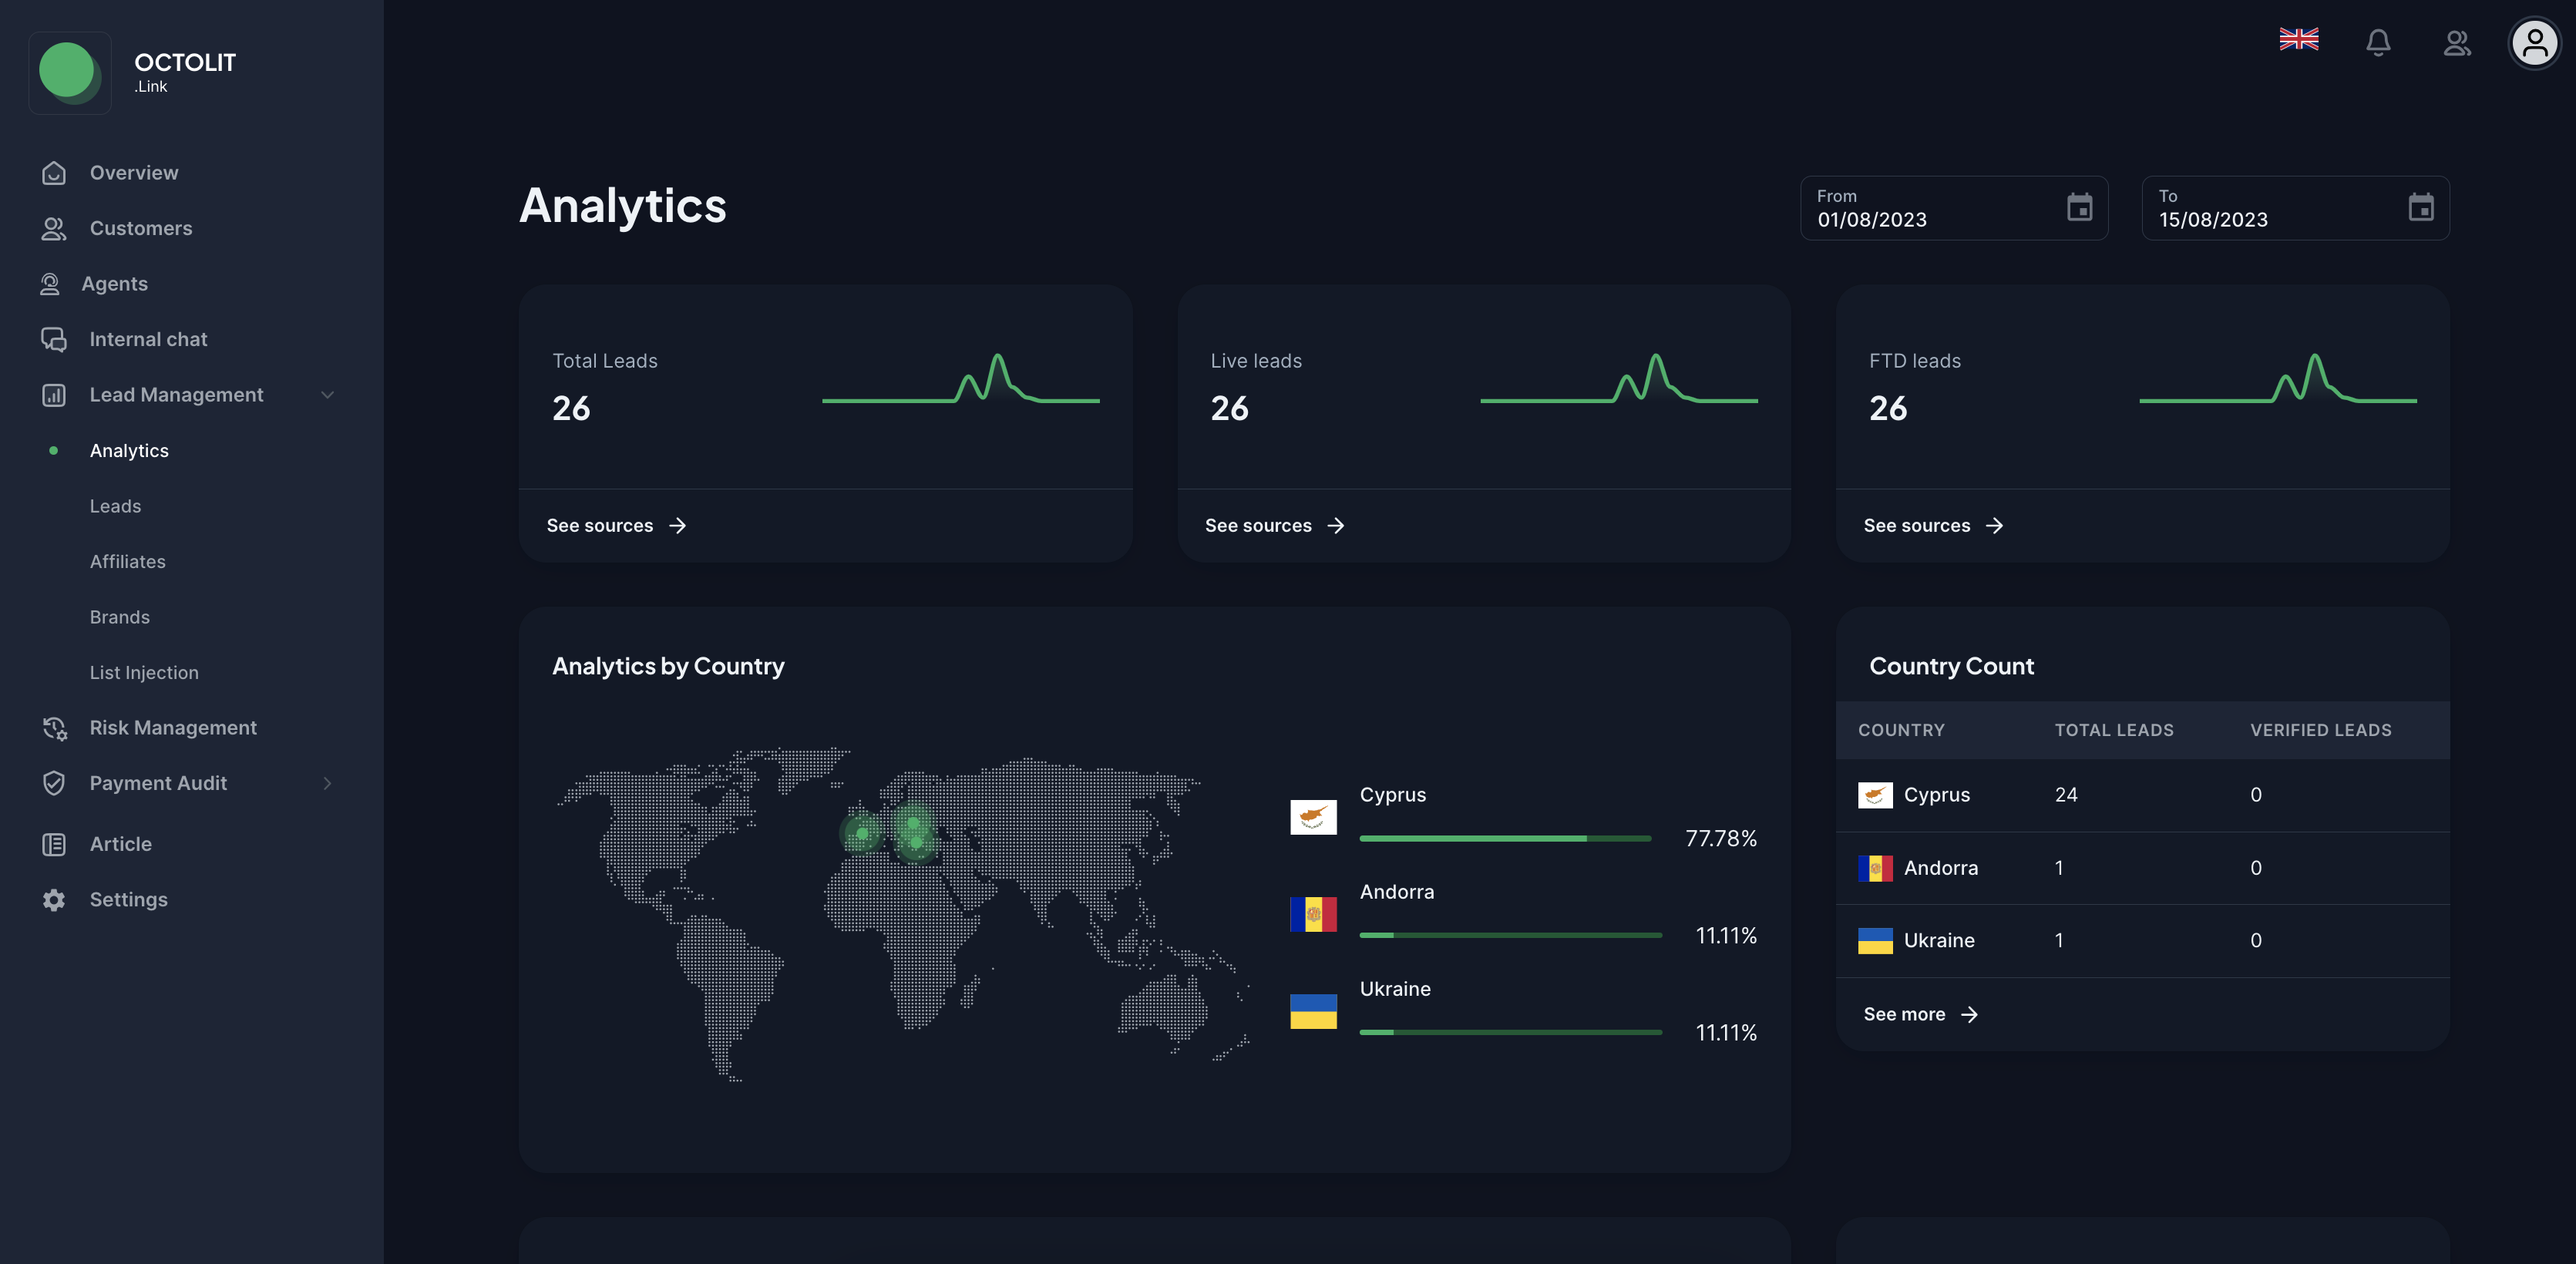 OCTOLIT
.Link
Overview
Customers
Agents
Internal chat
Lead Management
Analytics
Leads
Affiliates
Brands
List Injection
Risk Management
Payment Audit
Article
Settings
Analytics
From
01/08/2023
To
15/08/2023
Total Leads
26
See sources
Live leads
26
See sources
FTD leads
26
See sources
Analytics by Country
Cyprus
77.78%
Andorra
11.11%
Ukraine
11.11%
Country Count
COUNTRY TOTAL LEADS VERIFIED LEADS
Cyprus 24 0
Andorra 1 0
Ukraine 1 0
See more